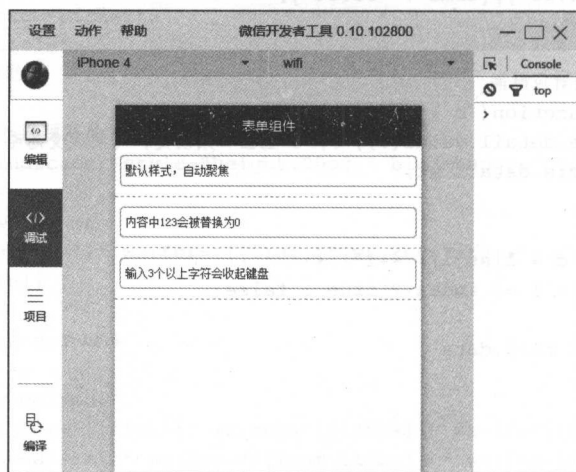 设置 动作 帮助 微信开发者工具 0.10.102800
iPhone 4 wifi Console
top
编辑
调试
项目
编译
表单组件
默认样式，自动聚焦
内容中123会被替换为0
输入3个以上字符会收起键盘